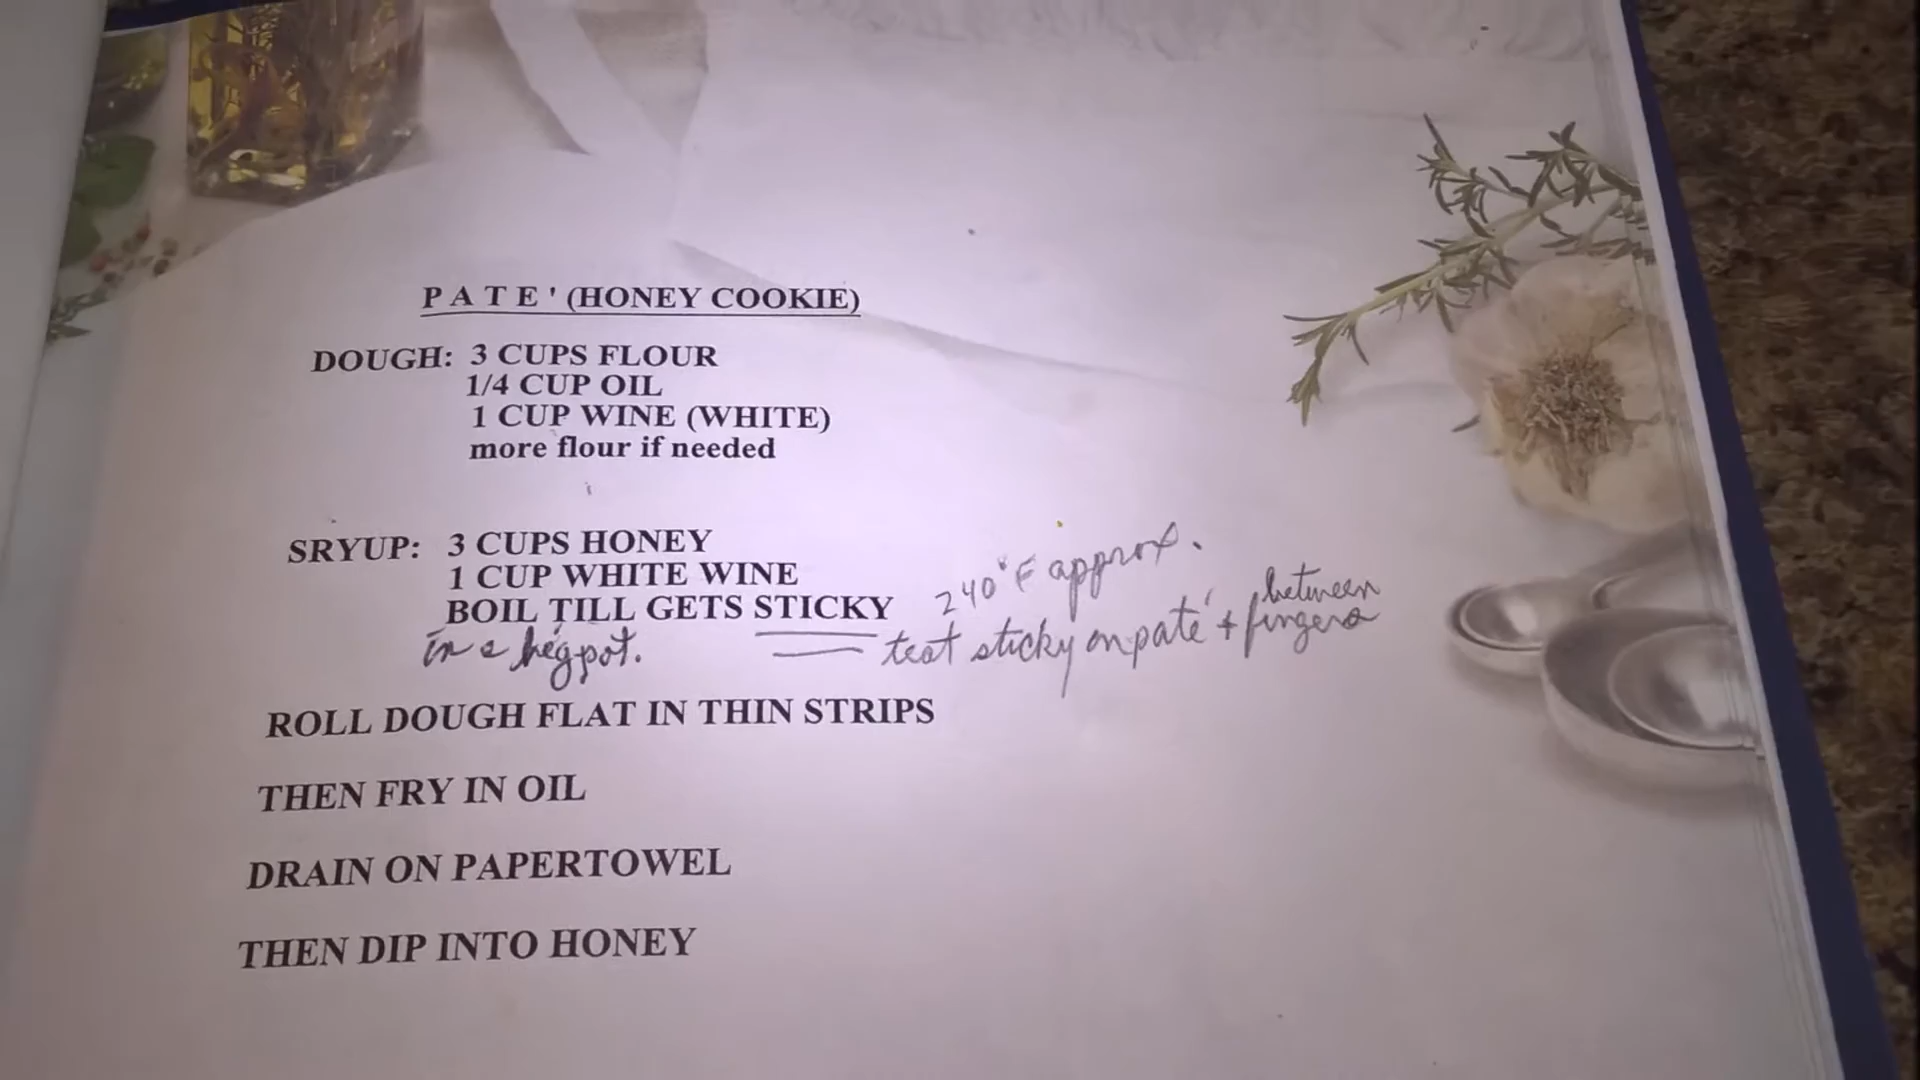 P A T E ' (HONEY COOKIE)
DOUGH: 3 CUPS FLOUR
1/4 CUP OIL
1 CUP WINE (WHITE)
more flour if needed
SRYUP: 3 CUPS HONEY
1 CUP WHITE WINE
BOIL TILL GETS STICKY
240°F approx.
in a big pot.
test sticky on paté + between fingers
ROLL DOUGH FLAT IN THIN STRIPS
THEN FRY IN OIL
DRAIN ON PAPERTOWEL
THEN DIP INTO HONEY